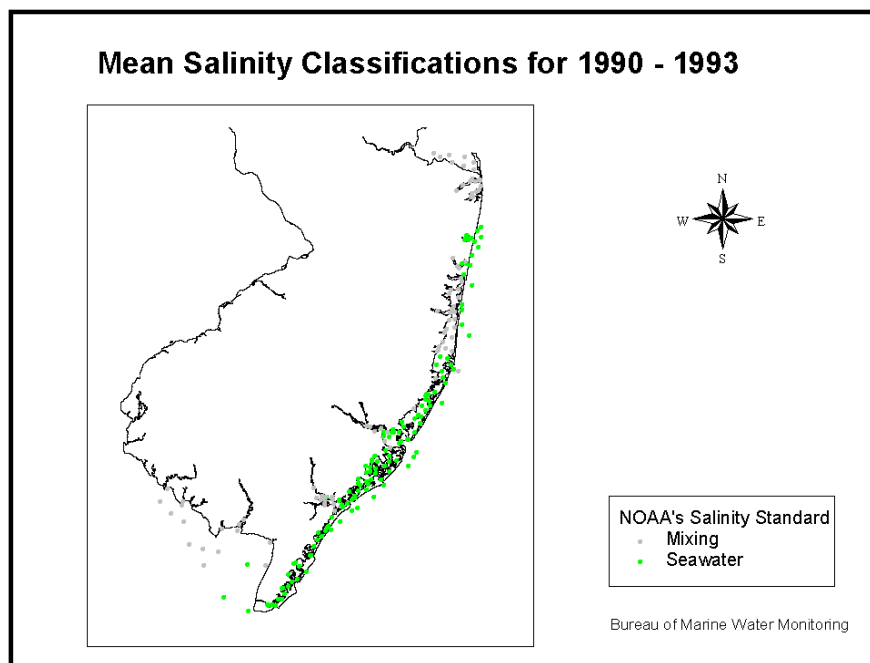 Mean Salinity Classifications for 1990 - 1993
N
W E
S
NOAA's Salinity Standard
Mixing
Seawater
Bureau of Marine Water Monitoring